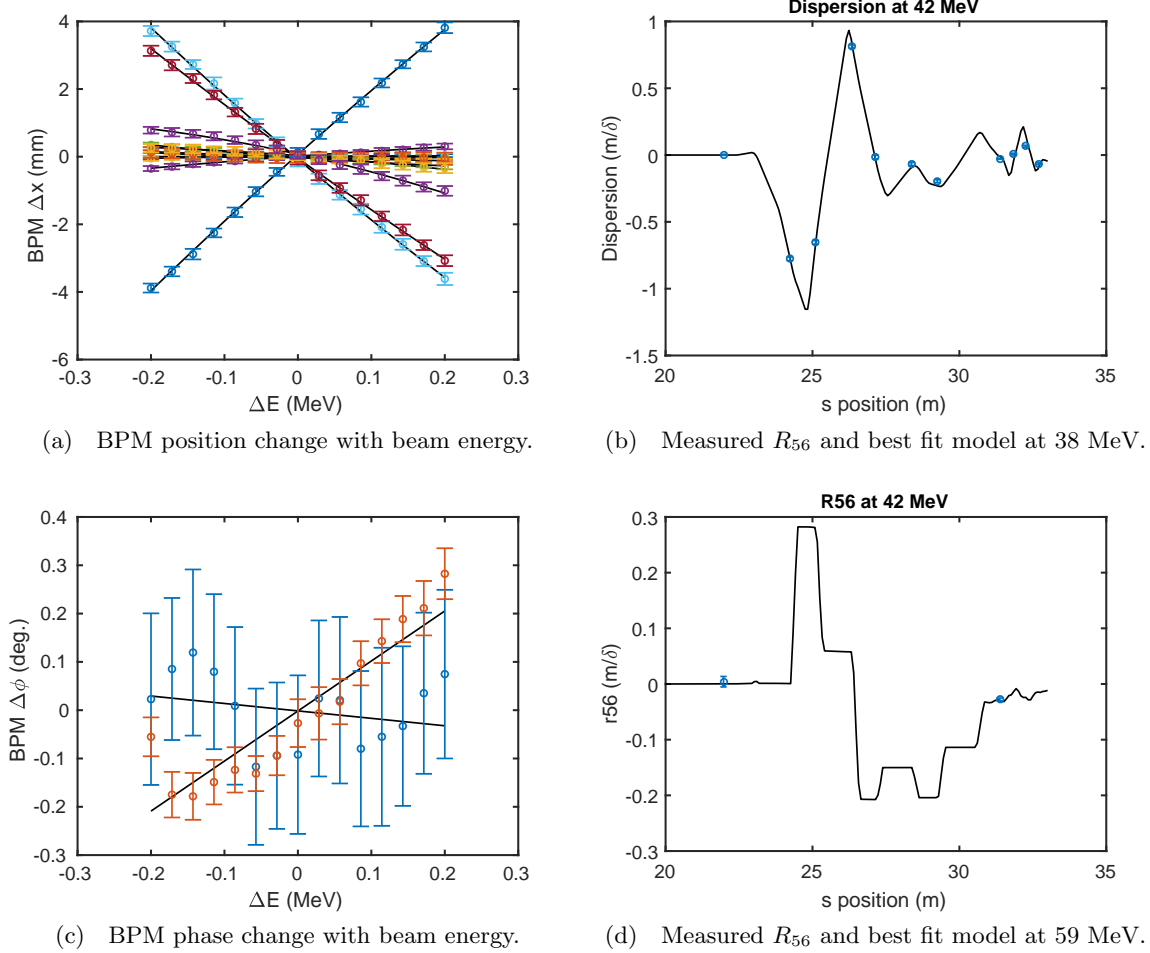 4
2
0
-2
-4
-6
BPM Δx (mm)
-0.3 -0.2 -0.1 0 0.1 0.2 0.3
ΔE (MeV)
(a) BPM position change with beam energy.
Dispersion at 42 MeV
1
0.5
0
-0.5
-1
-1.5
Dispersion (m/δ)
20 25 30 35
s position (m)
(b) Measured R₅₆ and best fit model at 38 MeV.
0.4
0.3
0.2
0.1
0
-0.1
-0.2
-0.3
BPM Δϕ (deg.)
-0.3 -0.2 -0.1 0 0.1 0.2 0.3
ΔE (MeV)
(c) BPM phase change with beam energy.
R56 at 42 MeV
0.3
0.2
0.1
0
-0.1
-0.2
-0.3
r56 (m/δ)
20 25 30 35
s position (m)
(d) Measured R₅₆ and best fit model at 59 MeV.